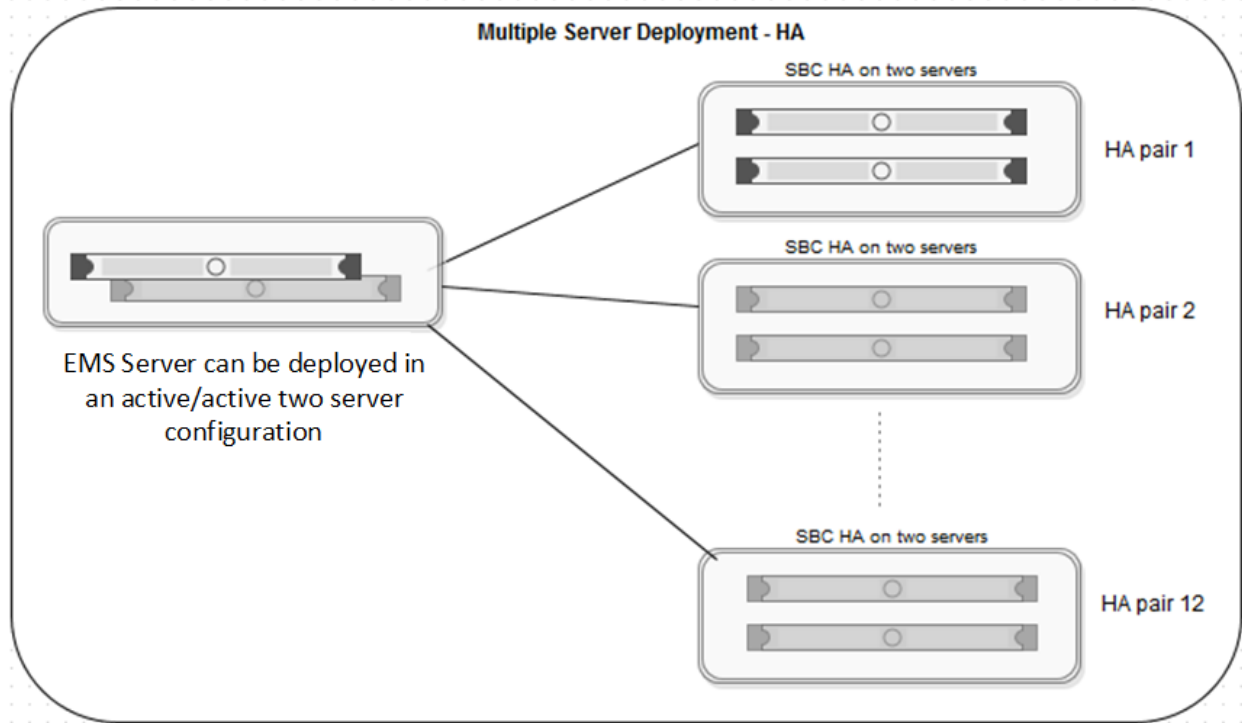 Multiple Server Deployment - HA
SBC HA on two servers
HA pair 1
EMS Server can be deployed in
an active/active two server
configuration
SBC HA on two servers
HA pair 2
SBC HA on two servers
HA pair 12